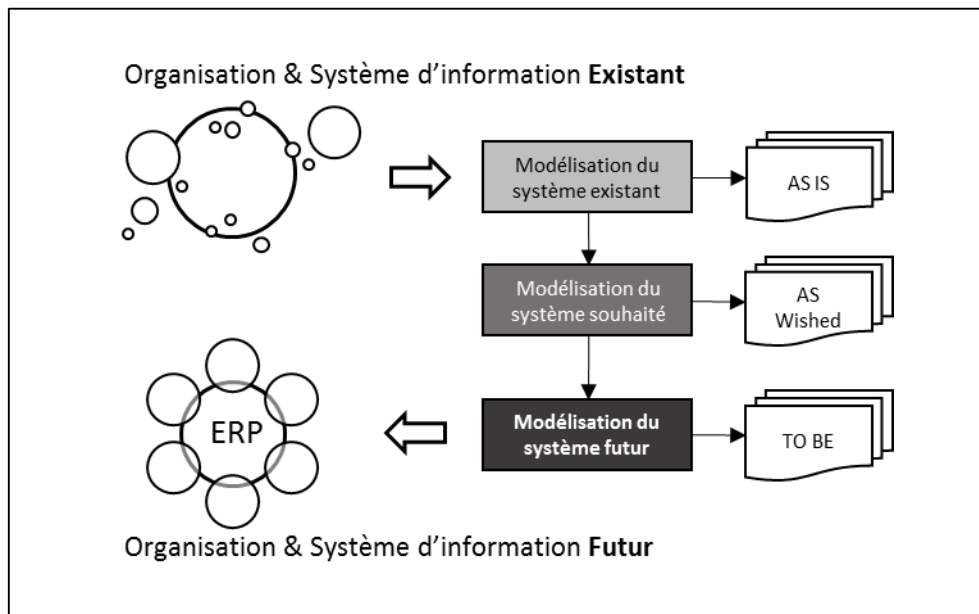 Organisation & Système d'information Existant
Modélisation du
système existant
AS IS
Modélisation du
système souhaité
AS
Wished
ERP
Modélisation du
système futur
TO BE
Organisation & Système d'information Futur